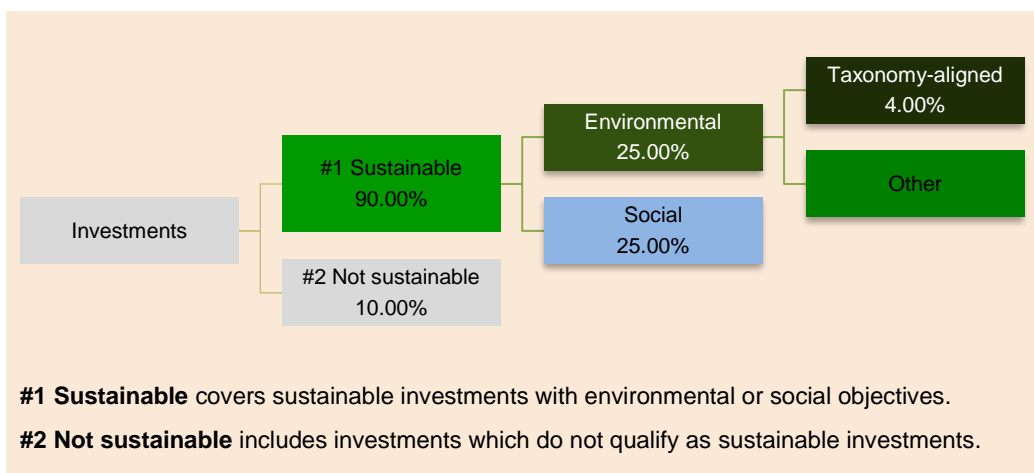 Taxonomy-aligned
4.00%
Environmental
25.00%
#1 Sustainable
90.00%
Other
Social
25.00%
Investments
#2 Not sustainable
10.00%
#1 Sustainable covers sustainable investments with environmental or social objectives.
#2 Not sustainable includes investments which do not qualify as sustainable investments.